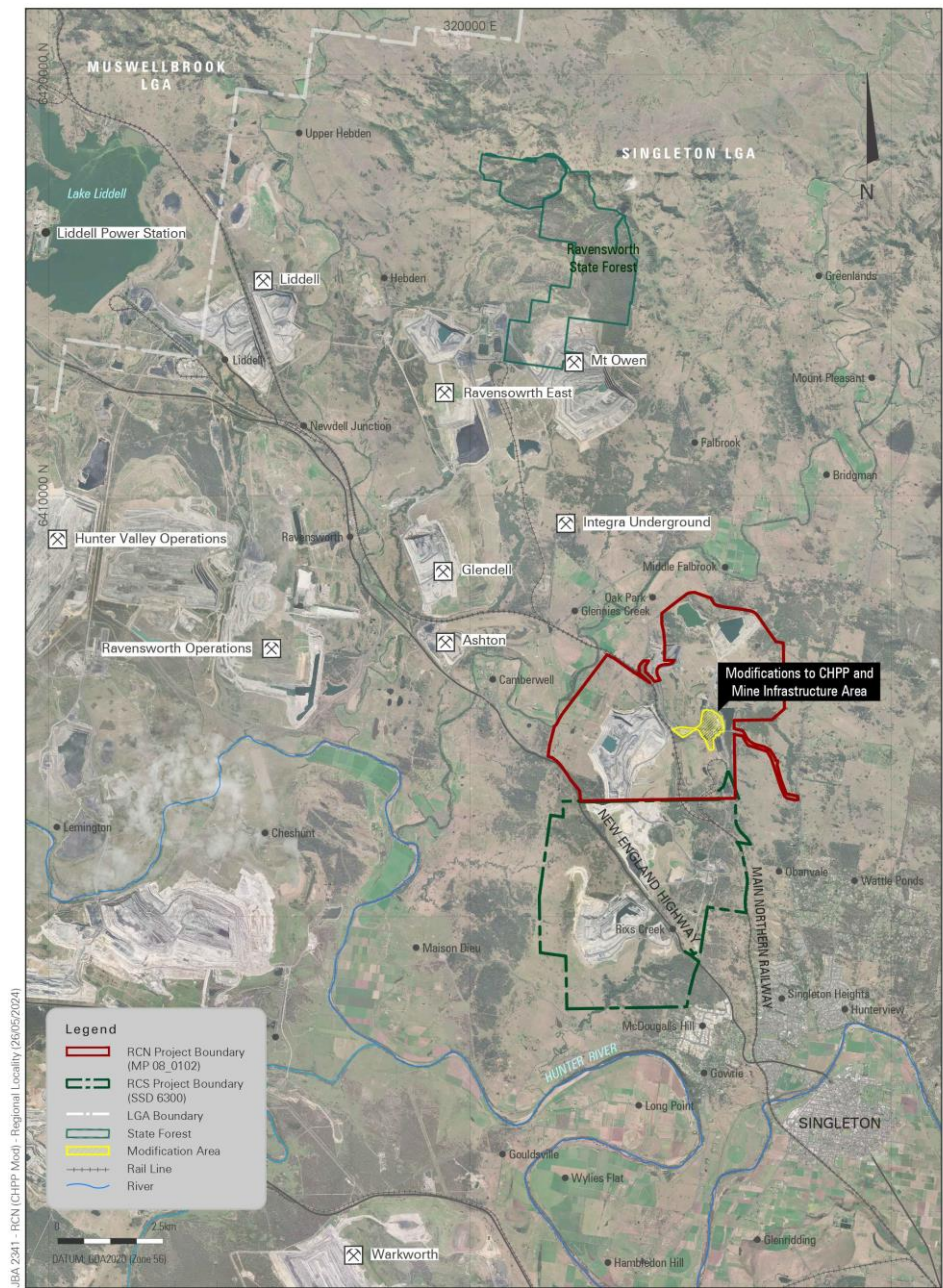 320000 E
MUSWELLBROOK
LGA
6420000 N
Upper Hebden
SINGLETON LGA
N
Lake Liddell
Liddell Power Station
Ravensworth
State Forest
Greenlands
Liddell
Hebden
Liddell
Mt Owen
Mount Pleasant
Ravensowrth East
Newdell Junction
Falbrook
Bridgman
6410000 N
Integra Underground
Hunter Valley Operations
Ravensworth
Glendell
Middle Falbrook
Oak Park
Glennies Creek
Ashton
Ravensworth Operations
Camberwell
Modifications to CHPP and
Mine Infrastructure Area
NEW ENGLAND HIGHWAY
Lemington
Cheshunt
MAIN NORTHERN RAILWAY
Obanvale
Wattle Ponds
Rixs Creek
Maison Dieu
Singleton Heights
Hunterview
McDougalls Hill
HUNTER RIVER
Gowrie
Long Point
SINGLETON
Gouldsville
Wylies Flat
Glenridding
Warkworth
Hambledon Hill
Legend
RCN Project Boundary
(MP 08_0102)
RCS Project Boundary
(SSD 6300)
LGA Boundary
State Forest
Modification Area
Rail Line
River
0 2.5km
DATUM: GDA2020 (Zone 56)
JBA 2341 - RCN (CHPP Mod) - Regional Locality (26/05/2024)